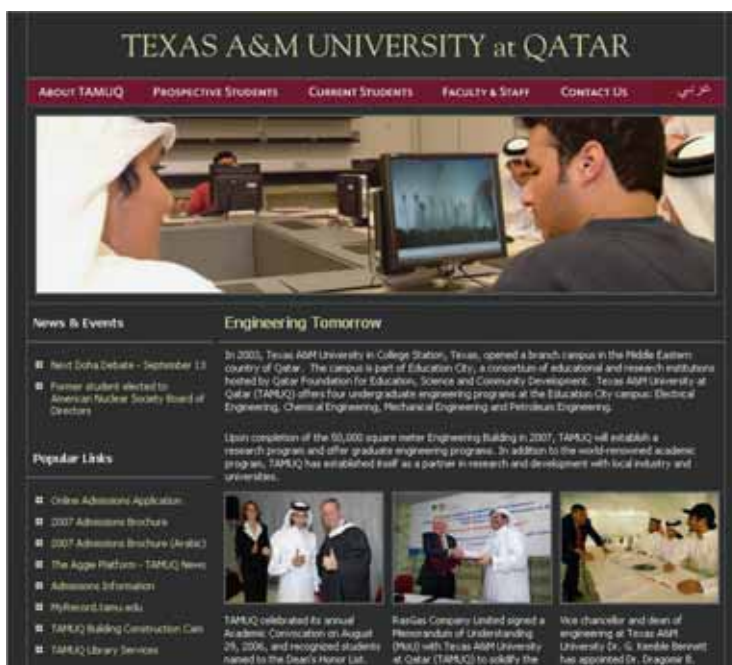 TEXAS A&M UNIVERSITY at QATAR
ABOUT TAMUQ PROSPECTIVE STUDENTS CURRENT STUDENTS FACULTY & STAFF CONTACT US عربي
News & Events
Next Doha Debate - September 13
Former student elected to
American Nuclear Society Board of
Directors
Popular Links
Online Admissions Application
2007 Admissions Brochure
2007 Admissions Brochure (Arabic)
The Aggie Platform - TAMUQ News
Admissions Information
MyRecord.tamu.edu
TAMUQ Building Construction Cam
TAMUQ Library Services
Engineering Tomorrow
In 2003, Texas A&M University in College Station, Texas, opened a branch campus in the Middle Eastern
country of Qatar. The campus is part of Education City, a consortium of educational and research institutions
hosted by Qatar Foundation for Education, Science and Community Development. Texas A&M University at
Qatar (TAMUQ) offers four undergraduate engineering programs at the Education City campus: Electrical
Engineering, Chemical Engineering, Mechanical Engineering and Petroleum Engineering.
Upon completion of the 50,000 square meter Engineering Building in 2007, TAMUQ will establish a
research program and offer graduate engineering programs. In addition to the world-renowned academic
program, TAMUQ has established itself as a partner in research and development with local industry and
universities.
TAMUQ celebrated its annual
Academic Convocation on August
29, 2006, and recognized students
named to the Dean's Honor List.
RasGas Company Limited signed a
Memorandum of Understanding
(MoU) with Texas A&M University
at Qatar (TAMUQ) to solidify the
Vice chancellor and dean of
engineering at Texas A&M
University Dr. G. Kemble Bennett
has appointed Dr. Dragomir B.